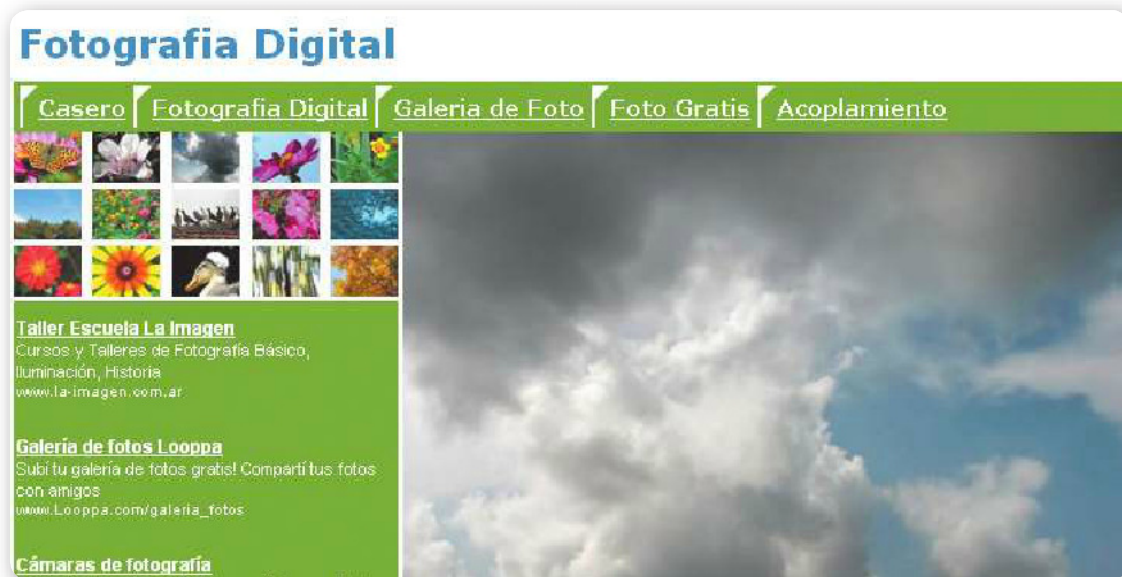 Fotografia Digital
Casero Fotografia Digital Galeria de Foto Foto Gratis Acoplamiento
Taller Escuela La Imagen
Cursos y Talleres de Fotografía Básico,
Iluminación, Historia
www.la-imagen.com.ar
Galería de fotos Looppa
Subí tu galería de fotos gratis! Compartí tus fotos
con amigos
www.Looppa.com/galeria_fotos
Cámaras de fotografía